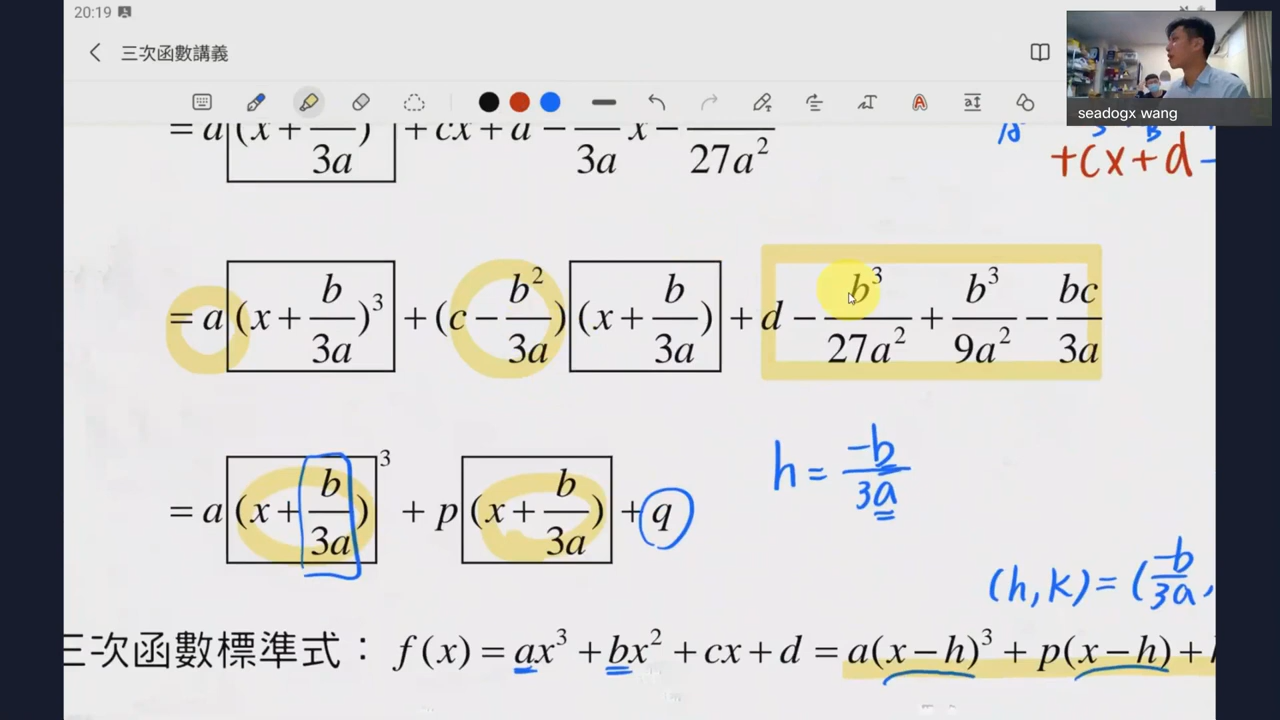 20:19
三次函數講義
seadogx wang
= a(x + b/3a)³ + (c − b²/3a)(x + b/3a) + d − b³/27a² + b³/9a² − bc/3a
+cx+d-
= a(x + b/3a)³ + p(x + b/3a) + q
h = -b/3a
(h, k) = (-b/3a,
三次函數標準式：f(x) = ax³ + bx² + cx + d = a(x − h)³ + p(x − h) +